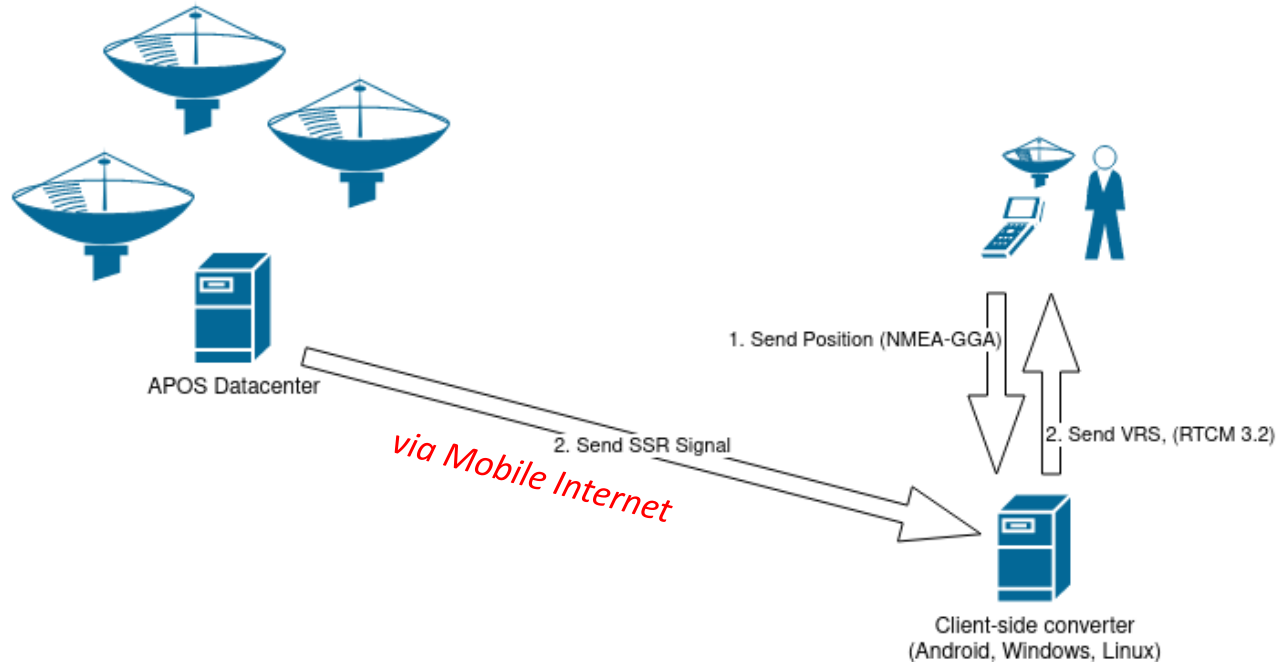 1. Send Position (NMEA-GGA)
APOS Datacenter
2. Send SSR Signal
via Mobile Internet
2. Send VRS, (RTCM 3.2)
Client-side converter
(Android, Windows, Linux)